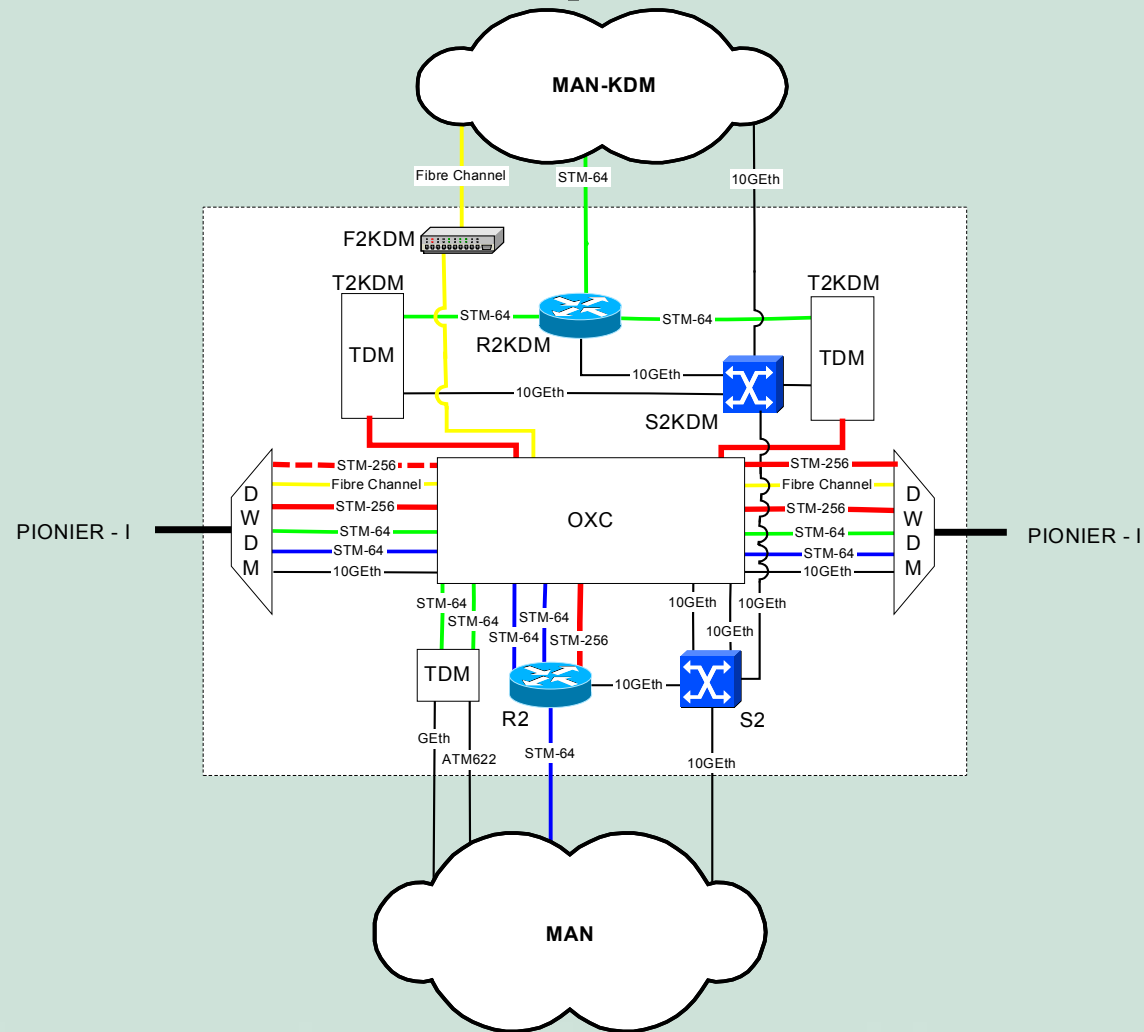 MAN-KDM
Fibre Channel
STM-64
10GEth
F2KDM
T2KDM
T2KDM
STM-64
STM-64
TDM
R2KDM
TDM
10GEth
10GEth
S2KDM
STM-256
STM-256
Fibre Channel
Fibre Channel
D
W
D
M
STM-256
STM-256
D
W
D
M
PIONIER - I
OXC
PIONIER - I
STM-64
STM-64
STM-64
STM-64
10GEth
10GEth
STM-64
STM-64
STM-64
STM-64
STM-256
10GEth
10GEth
10GEth
TDM
10GEth
R2
S2
GEth
ATM622
STM-64
10GEth
MAN